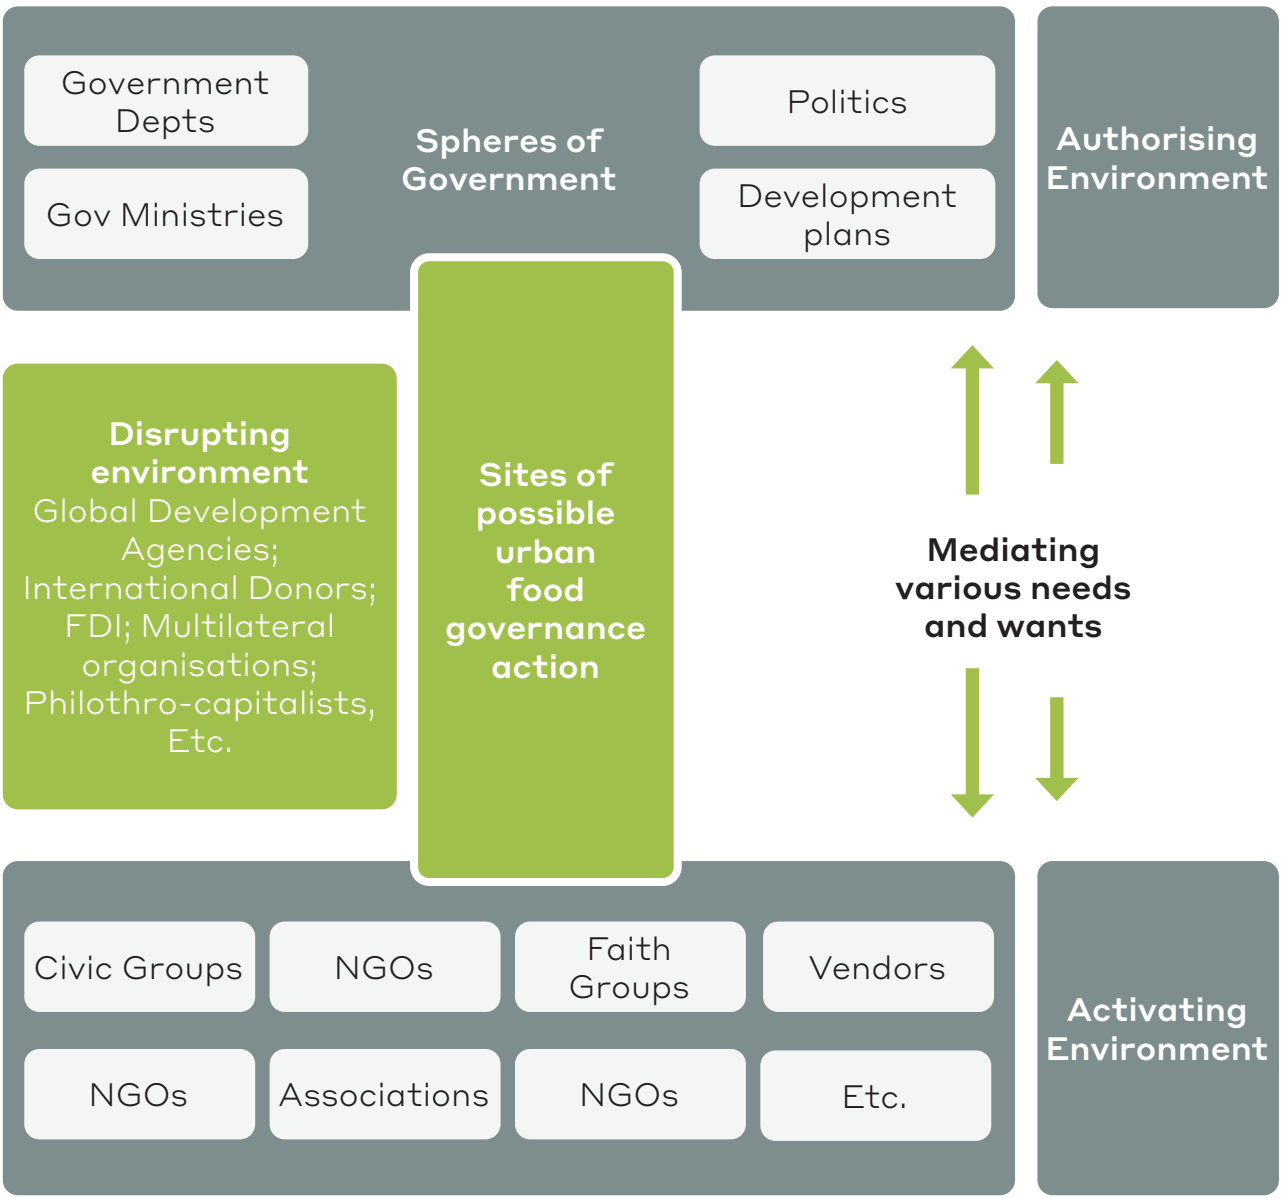 Government
Depts
Gov Ministries
Spheres of
Government
Politics
Development
plans
Authorising
Environment
Disrupting
environment
Global Development
Agencies;
International Donors;
FDI; Multilateral
organisations;
Philothro-capitalists,
Etc.
Sites of
possible
urban
food
governance
action
Mediating
various needs
and wants
Civic Groups
NGOs
Faith
Groups
Vendors
NGOs
Associations
NGOs
Etc.
Activating
Environment